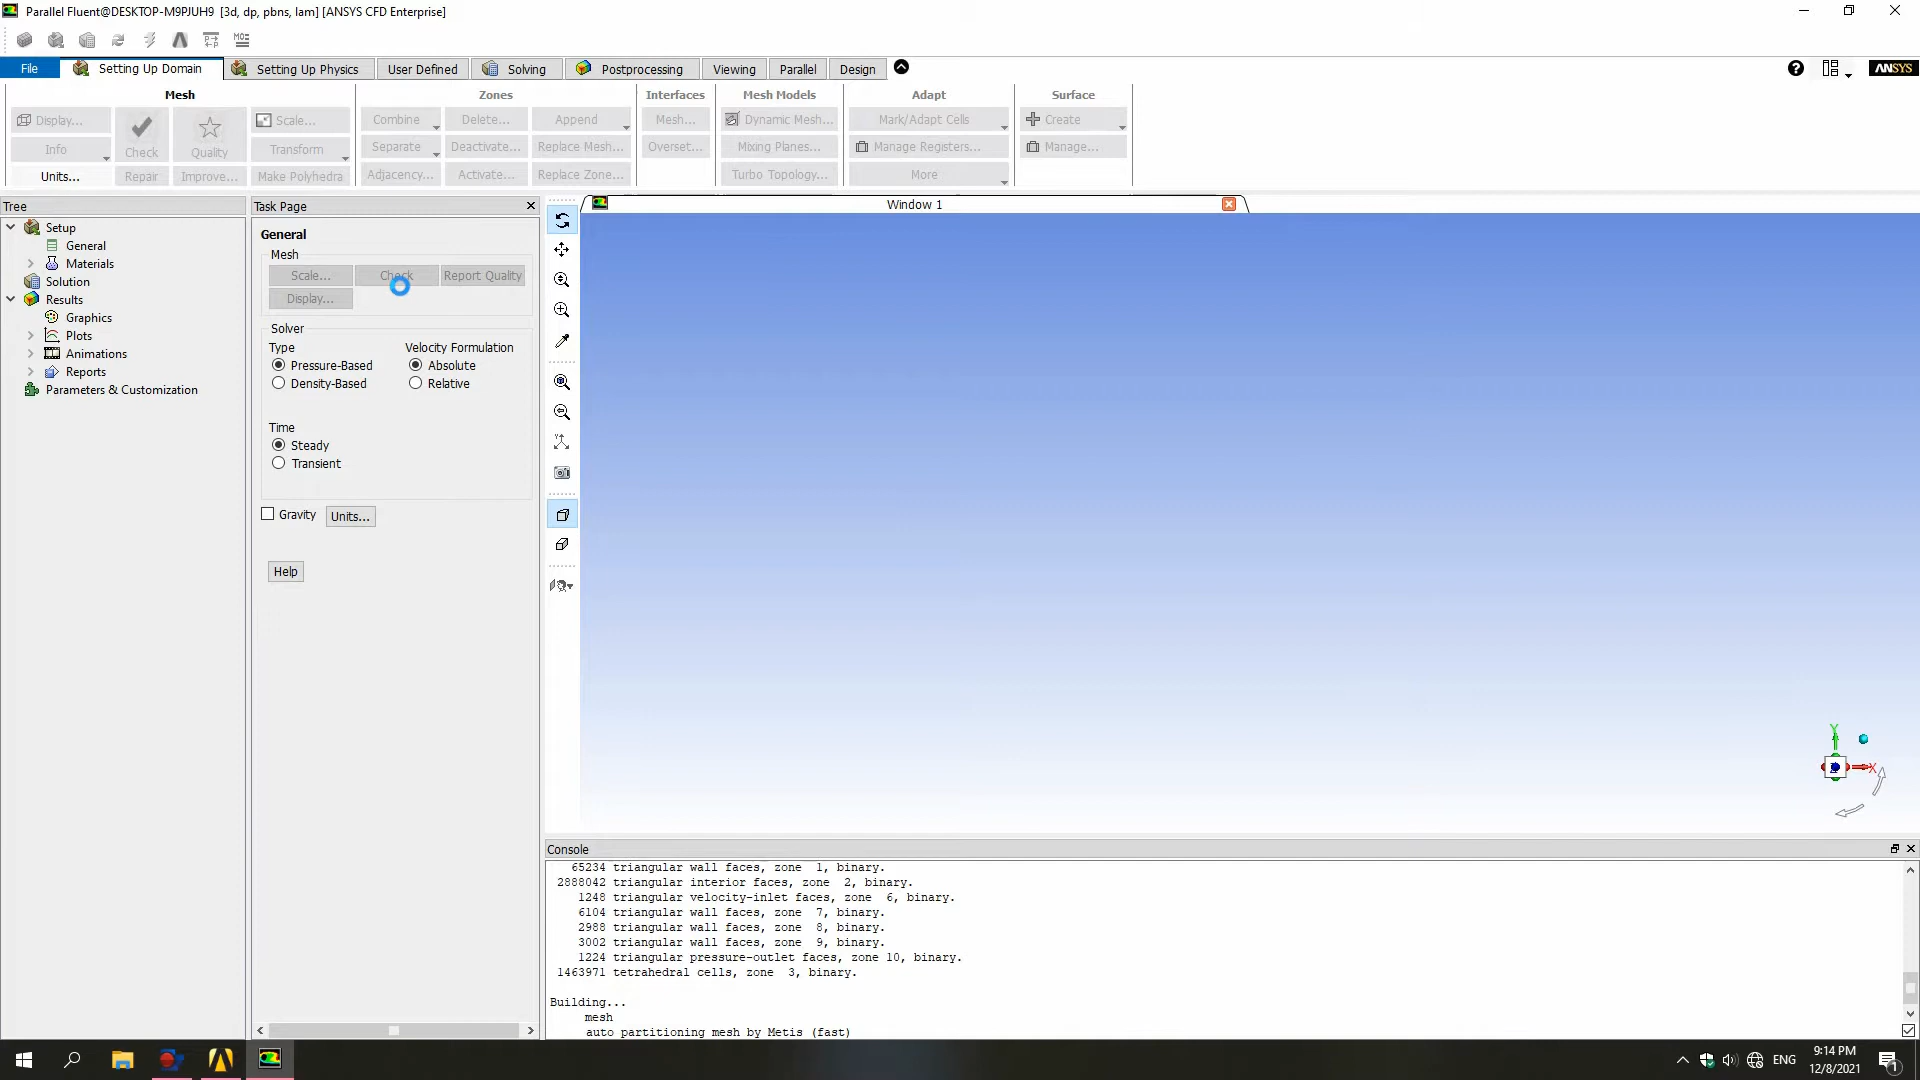 Parallel Fluent@DESKTOP-M9PJUH9 [3d, dp, pbns, lam] [ANSYS CFD Enterprise]
File
Setting Up Domain
Setting Up Physics
User Defined
Solving
Postprocessing
Viewing
Parallel
Design
ANSYS
Mesh
Zones
Interfaces
Mesh Models
Adapt
Surface
Display...
Info
Units...
Check
Repair
Quality
Improve...
Scale...
Transform
Make Polyhedra
Combine
Separate
Adjacency...
Delete...
Deactivate...
Activate...
Append
Replace Mesh...
Replace Zone...
Mesh...
Overset...
Dynamic Mesh...
Mixing Planes...
Turbo Topology...
Mark/Adapt Cells
Manage Registers...
More
Create
Manage...
Tree
Setup
General
Materials
Solution
Results
Graphics
Plots
Animations
Reports
Parameters & Customization
Task Page
General
Mesh
Scale...
Check
Report Quality
Display...
Solver
Type
Pressure-Based
Density-Based
Velocity Formulation
Absolute
Relative
Time
Steady
Transient
Gravity
Units...
Help
Window 1
Y
X
Console
65234 triangular wall faces, zone 1, binary.
2888042 triangular interior faces, zone 2, binary.
1248 triangular velocity-inlet faces, zone 6, binary.
6104 triangular wall faces, zone 7, binary.
2988 triangular wall faces, zone 8, binary.
3002 triangular wall faces, zone 9, binary.
1224 triangular pressure-outlet faces, zone 10, binary.
1463971 tetrahedral cells, zone 3, binary.
Building...
mesh
auto partitioning mesh by Metis (fast)
ENG
9:14 PM
12/8/2021
1